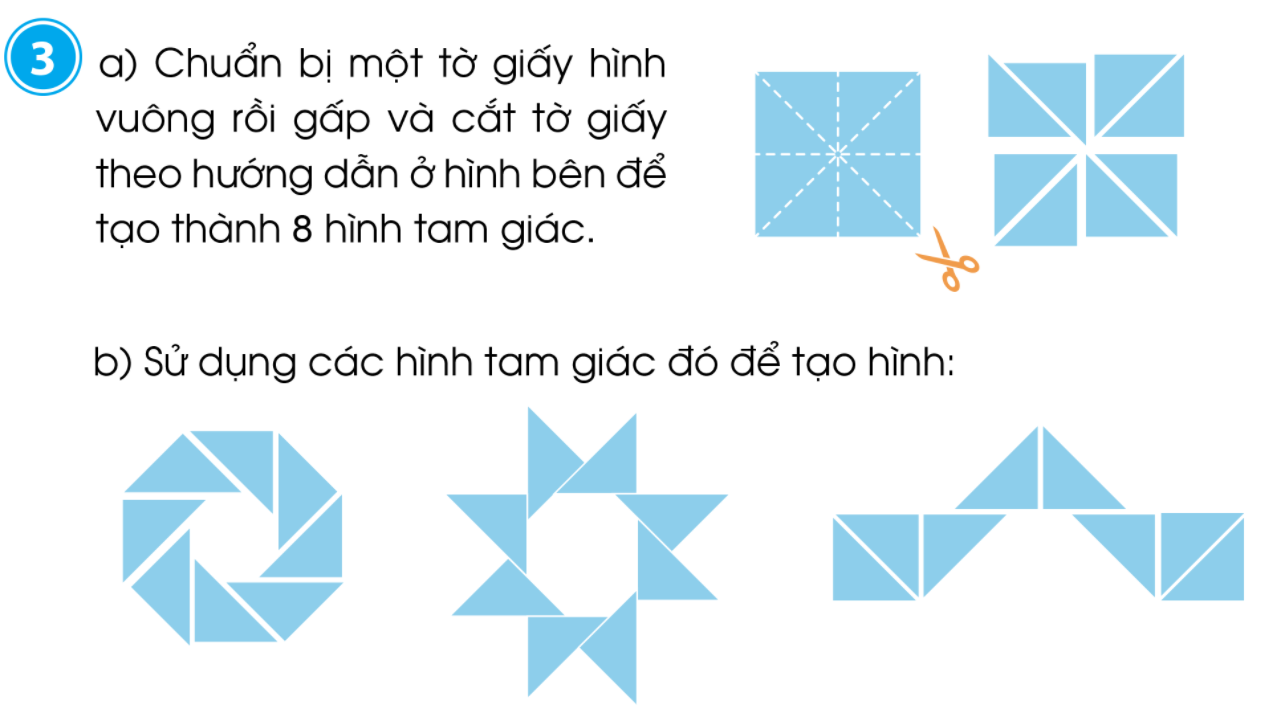 3
a) Chuẩn bị một tờ giấy hình
vuông rồi gấp và cắt tờ giấy
theo hướng dẫn ở hình bên để
tạo thành 8 hình tam giác.
b) Sử dụng các hình tam giác đó để tạo hình: